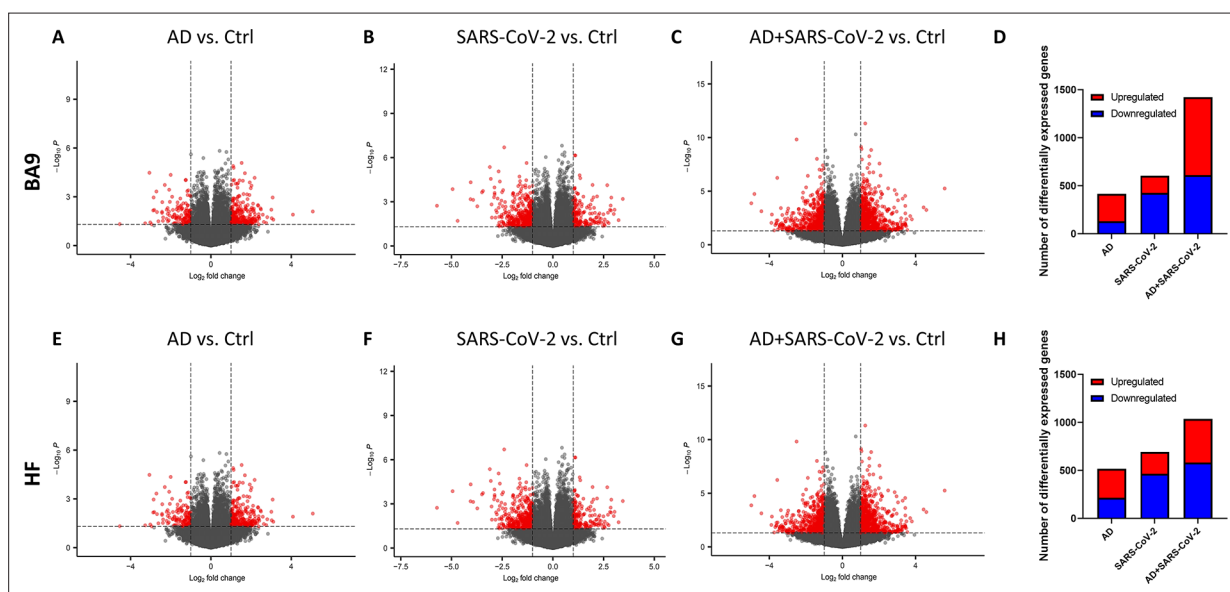 A AD vs. Ctrl
B SARS-CoV-2 vs. Ctrl
C AD+SARS-CoV-2 vs. Ctrl
D
BA9
− Log10 P
9
6
3
0
−4
0
4
Log2 fold change
− Log10 P
12
9
6
3
0
−7.5
−5.0
−2.5
0.0
2.5
5.0
Log2 fold change
− Log10 P
15
10
5
0
−4
0
4
Log2 fold change
Number of differentially expressed genes
1500
1000
500
0
Upregulated
Downregulated
AD
SARS-CoV-2
AD+SARS-CoV-2
E AD vs. Ctrl
F SARS-CoV-2 vs. Ctrl
G AD+SARS-CoV-2 vs. Ctrl
H
HF
− Log10 P
9
6
3
0
−4
0
4
Log2 fold change
− Log10 P
12
9
6
3
0
−7.5
−5.0
−2.5
0.0
2.5
5.0
Log2 fold change
− Log10 P
15
10
5
0
−4
0
4
Log2 fold change
Number of differentially expressed genes
1500
1000
500
0
Upregulated
Downregulated
AD
SARS-CoV-2
AD+SARS-CoV-2